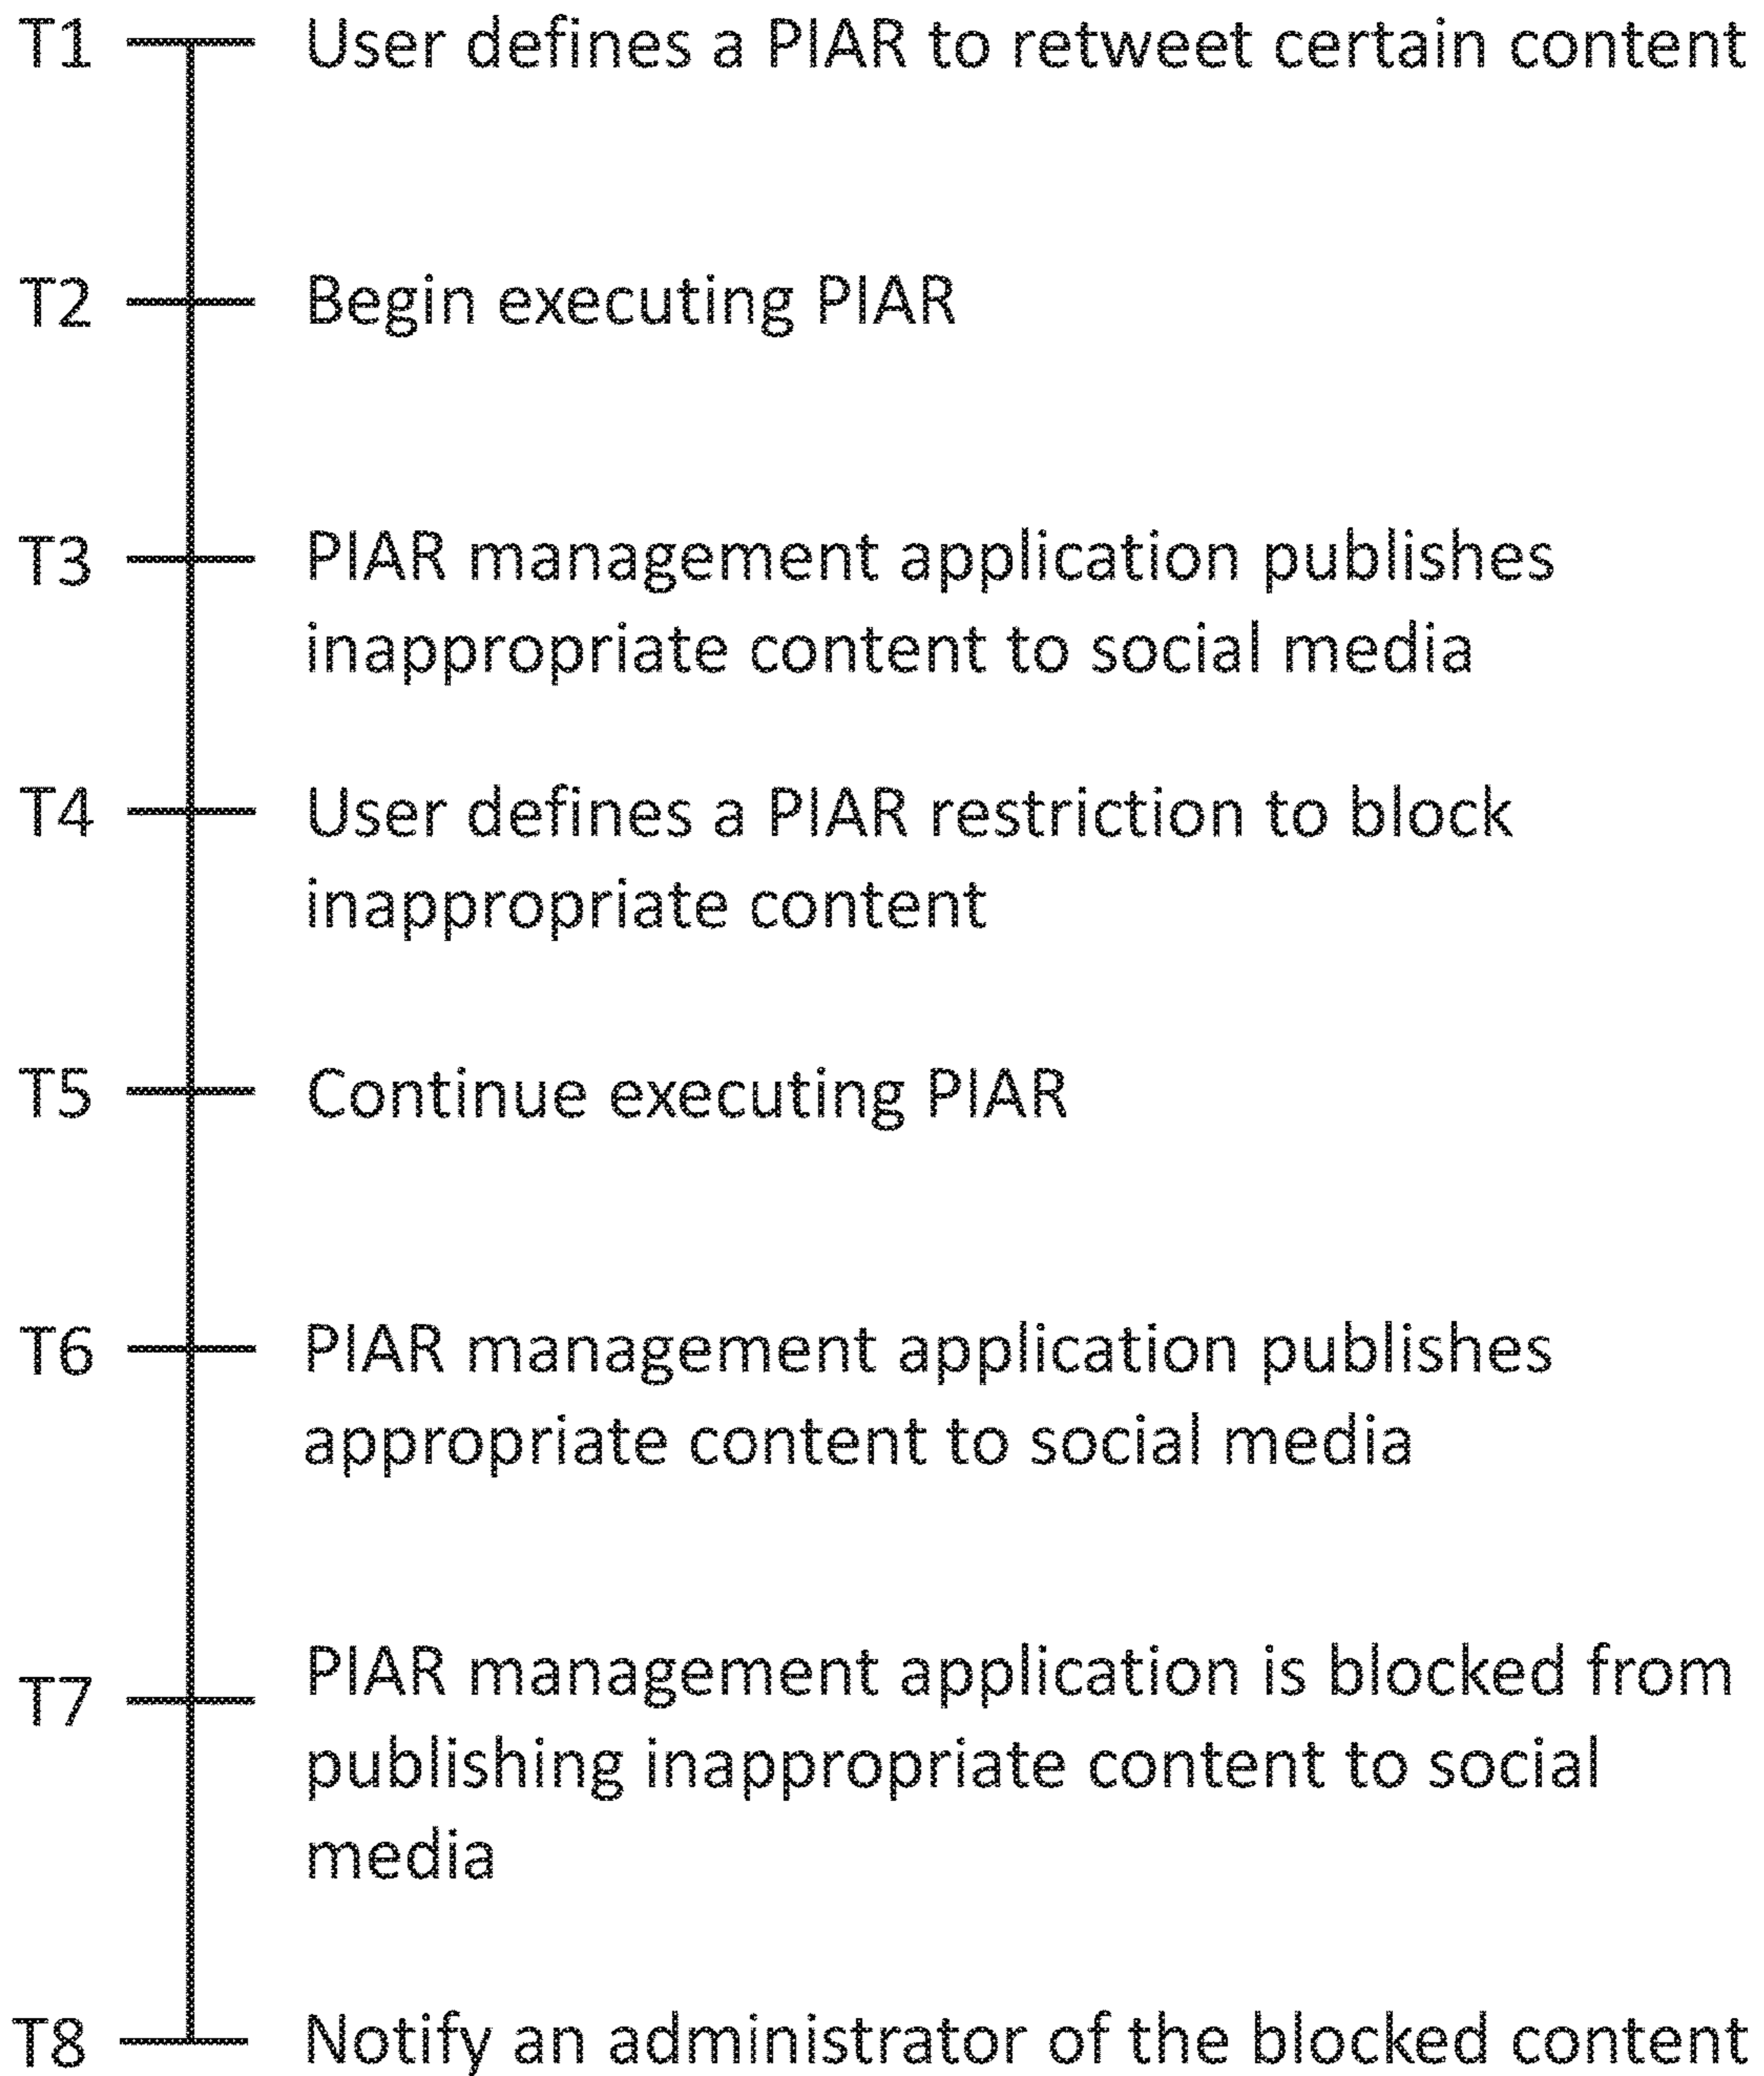 T1 User defines a PIAR to retweet certain content
T2 Begin executing PIAR
T3 PIAR management application publishes
inappropriate content to social media
T4 User defines a PIAR restriction to block
inappropriate content
T5 Continue executing PIAR
T6 PIAR management application publishes
appropriate content to social media
T7 PIAR management application is blocked from
publishing inappropriate content to social
media
T8 Notify an administrator of the blocked content